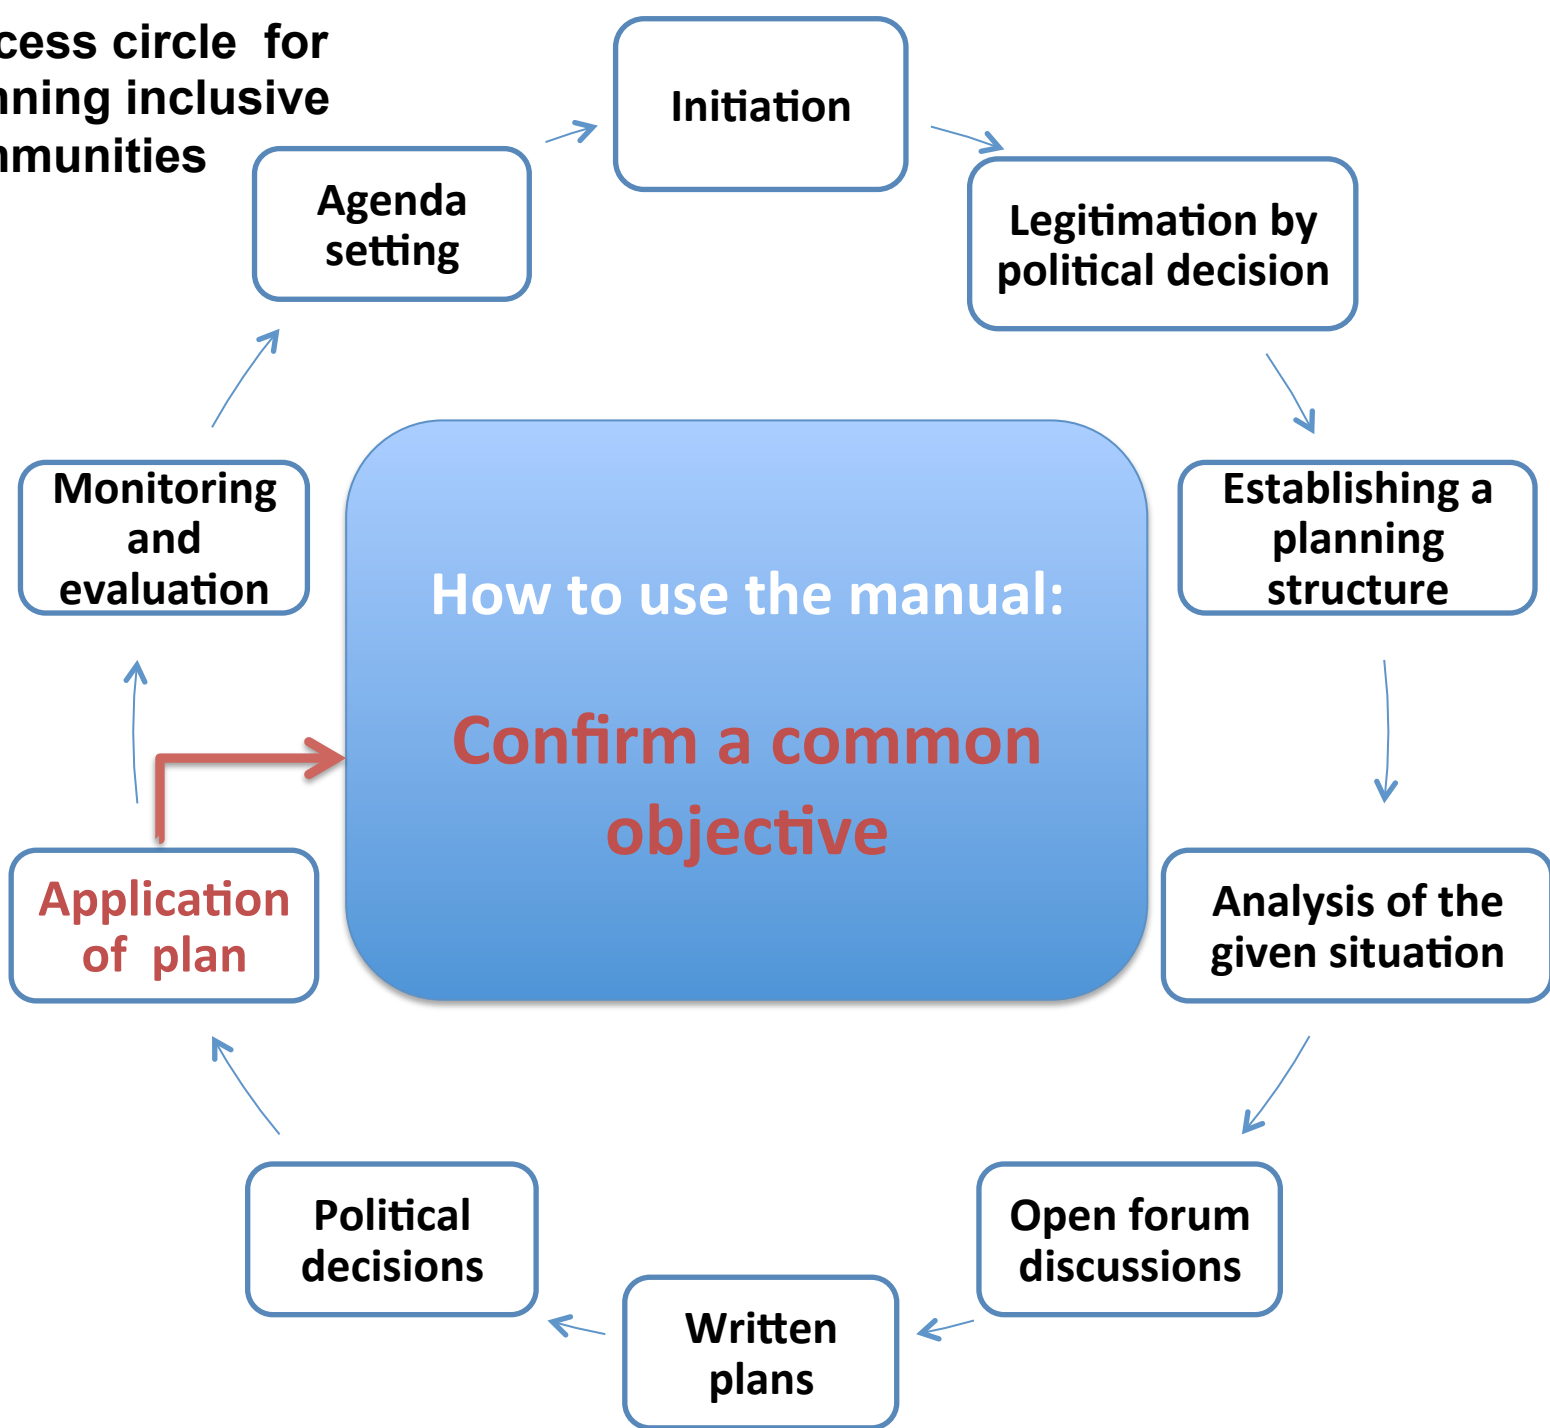 cess circle for
nning inclusive
mmunities
Initiation
Legitimation by
political decision
Establishing a
planning
structure
Analysis of the
given situation
Open forum
discussions
Written
plans
Political
decisions
Application
of plan
Monitoring
and
evaluation
Agenda
setting
How to use the manual:
Confirm a common
objective